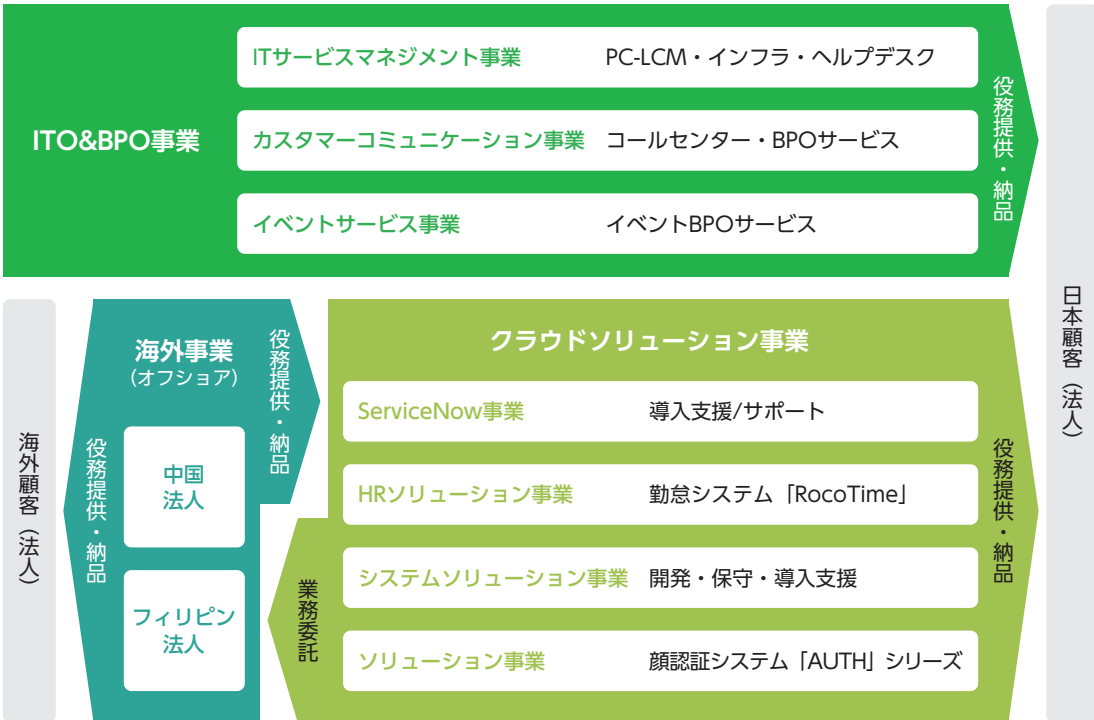 ITO&BPO事業
ITサービスマネジメント事業 PC-LCM・インフラ・ヘルプデスク
カスタマーコミュニケーション事業 コールセンター・BPOサービス
イベントサービス事業 イベントBPOサービス
役務提供・納品
日本顧客（法人）
海外顧客（法人）
役務提供・納品
海外事業
（オフショア）
中国
法人
フィリピン
法人
役務提供・納品
業務委託
クラウドソリューション事業
ServiceNow事業 導入支援/サポート
HRソリューション事業 勤怠システム「RocoTime」
システムソリューション事業 開発・保守・導入支援
ソリューション事業 顔認証システム「AUTH」シリーズ
役務提供・納品